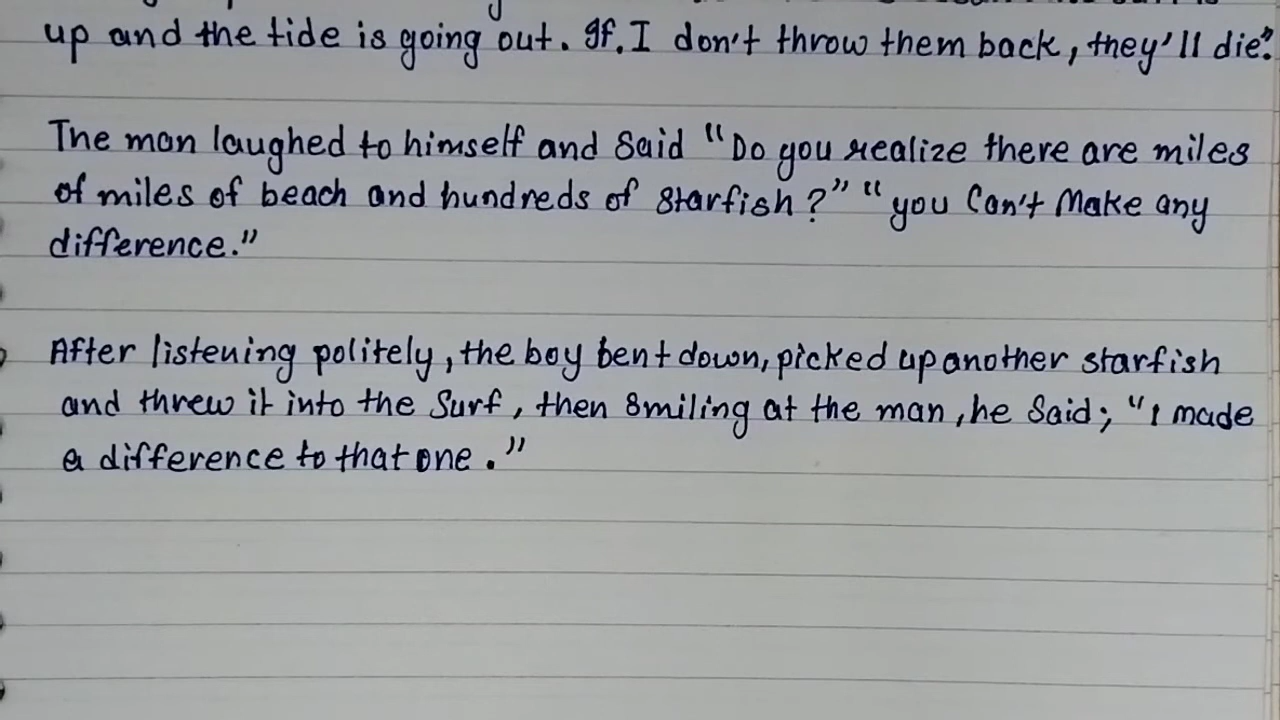 up and the tide is going out. If, I don't throw them back, they'll die."
The man laughed to himself and Said "Do you realize there are miles
of miles of beach and hundreds of starfish?" "you Can't Make any
difference."
After listening politely, the boy bent down, picked up another starfish
and threw it into the Surf, then Smiling at the man, he Said; "I made
a difference to that one."